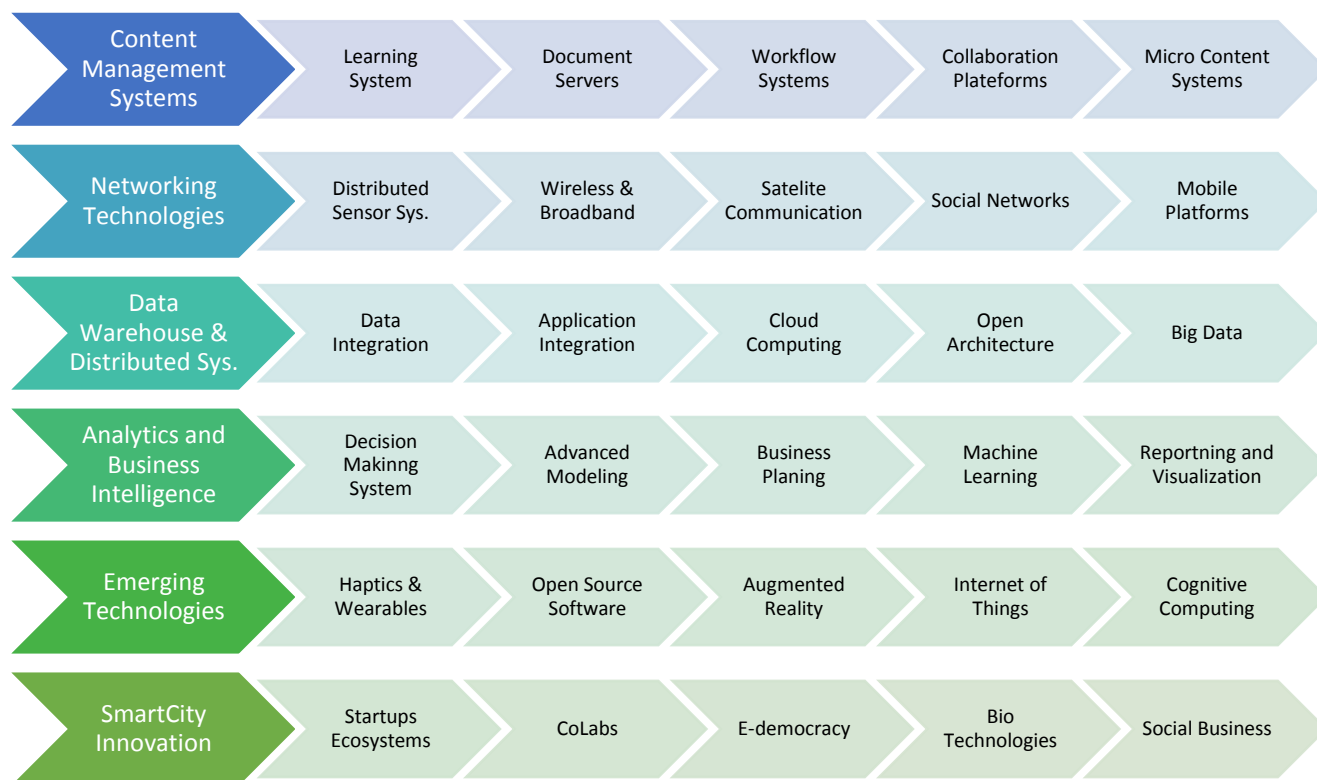 Content
Management
Systems
Learning
System
Document
Servers
Workflow
Systems
Collaboration
Plateforms
Micro Content
Systems
Networking
Technologies
Distributed
Sensor Sys.
Wireless &
Broadband
Satelite
Communication
Social Networks
Mobile
Platforms
Data
Warehouse &
Distributed Sys.
Data
Integration
Application
Integration
Cloud
Computing
Open
Architecture
Big Data
Analytics and
Business
Intelligence
Decision
Makinng
System
Advanced
Modeling
Business
Planing
Machine
Learning
Reportning and
Visualization
Emerging
Technologies
Haptics &
Wearables
Open Source
Software
Augmented
Reality
Internet of
Things
Cognitive
Computing
SmartCity
Innovation
Startups
Ecosystems
CoLabs
E-democracy
Bio
Technologies
Social Business